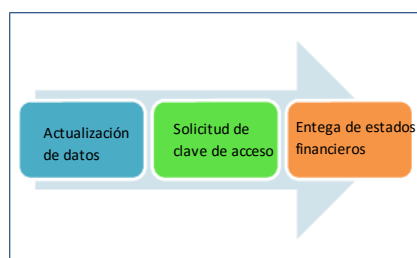 Actualización
de datos
Solicitud de
clave de acceso
Entega de estados
financieros